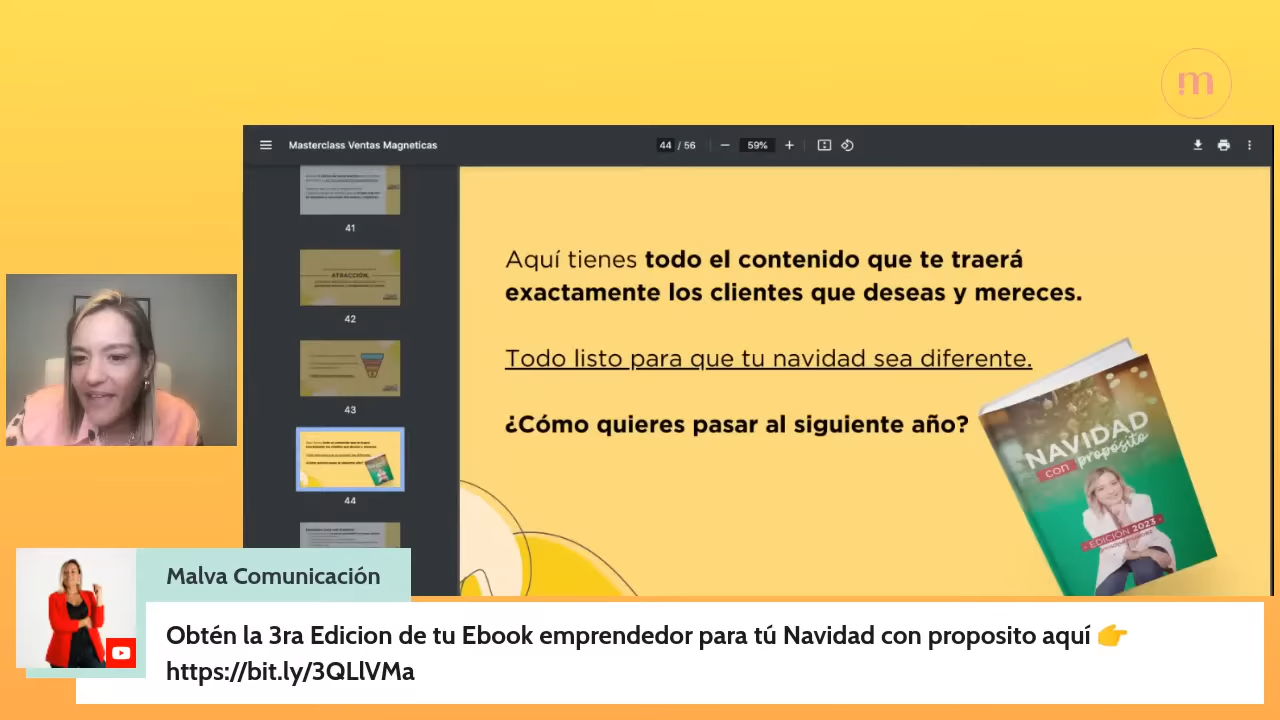 m
Masterclass Ventas Magneticas
44 / 56
59%
41
ATRACCIÓN,
42
43
44
Aquí tienes todo el contenido que te traerá
exactamente los clientes que deseas y mereces.
Todo listo para que tu navidad sea diferente.
¿Cómo quieres pasar al siguiente año?
NAVIDAD
con propósito
EDICIÓN 2023
Malva Comunicación
Obtén la 3ra Edicion de tu Ebook emprendedor para tú Navidad con proposito aquí 👉
https://bit.ly/3QLlVMa